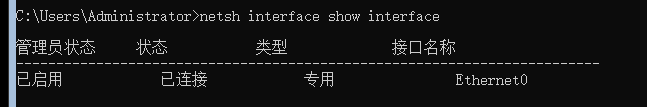 C:\Users\Administrator>netsh interface show interface
管理员状态 状态 类型 接口名称
-------------------------------------------------------------------------
已启用 已连接 专用 Ethernet0